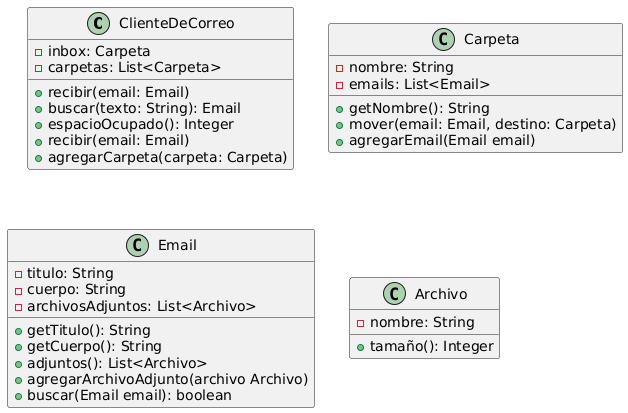 C ClienteDeCorreo
inbox: Carpeta
carpetas: List<Carpeta>
recibir(email: Email)
buscar(texto: String): Email
espacioOcupado(): Integer
recibir(email: Email)
agregarCarpeta(carpeta: Carpeta)
C Carpeta
nombre: String
emails: List<Email>
getNombre(): String
mover(email: Email, destino: Carpeta)
agregarEmail(Email email)
C Email
titulo: String
cuerpo: String
archivosAdjuntos: List<Archivo>
getTitulo(): String
getCuerpo(): String
adjuntos(): List<Archivo>
agregarArchivoAdjunto(archivo Archivo)
buscar(Email email): boolean
C Archivo
nombre: String
tamaño(): Integer